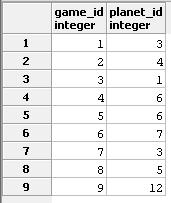 game_id planet_id
integer integer
1 1 3
2 2 4
3 3 1
4 4 6
5 5 6
6 6 7
7 7 3
8 8 5
9 9 12